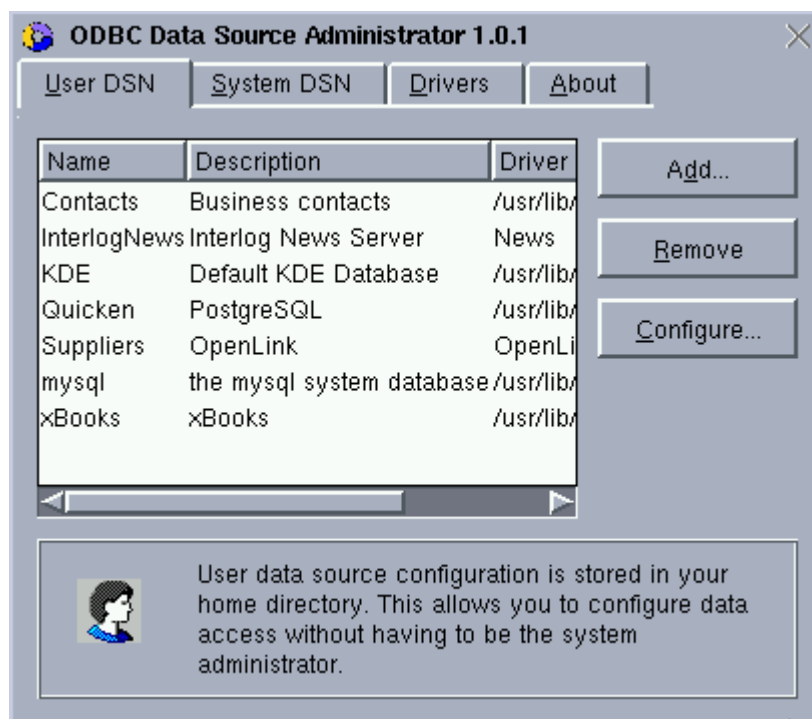 ODBC Data Source Administrator 1.0.1
User DSN System DSN Drivers About
Name Description Driver
Contacts Business contacts /usr/lib/
InterlogNews Interlog News Server News
KDE Default KDE Database /usr/lib/
Quicken PostgreSQL /usr/lib/
Suppliers OpenLink OpenLi
mysql the mysql system database /usr/lib/
xBooks xBooks /usr/lib/
Add...
Remove
Configure...
User data source configuration is stored in your
home directory. This allows you to configure data
access without having to be the system
administrator.